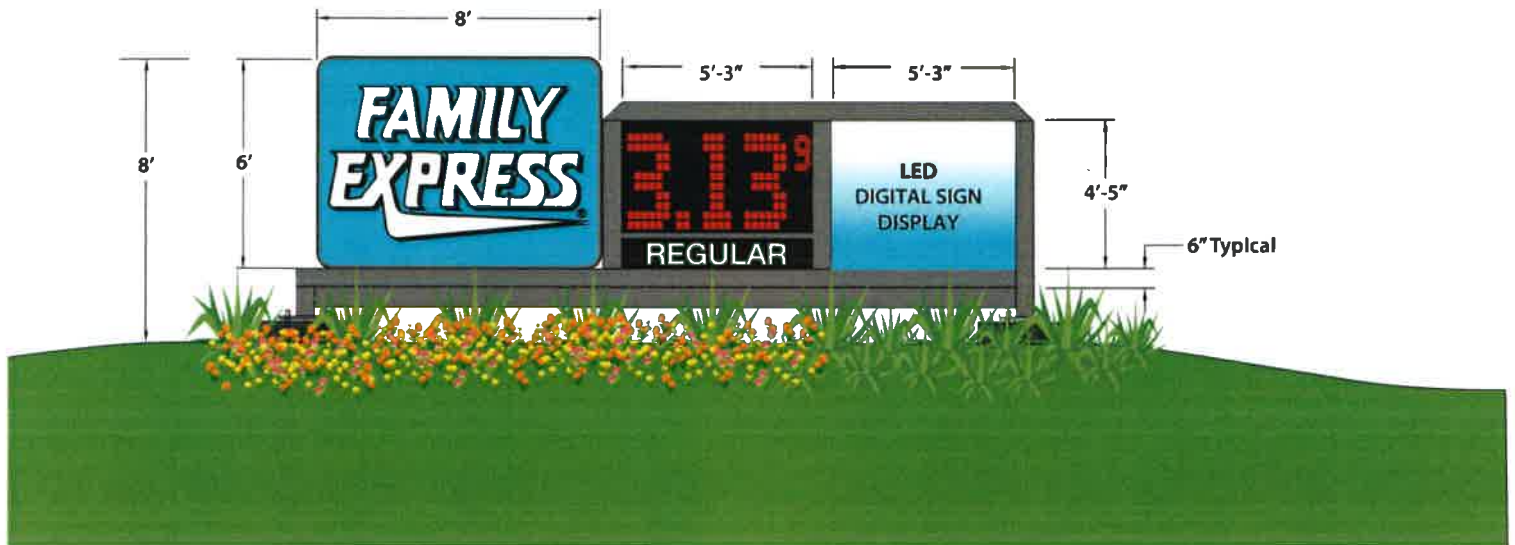 8'
5'-3"
5'-3"
8'
6'
FAMILY
EXPRESS®
3.13 9
REGULAR
LED
DIGITAL SIGN
DISPLAY
4'-5"
6" Typical